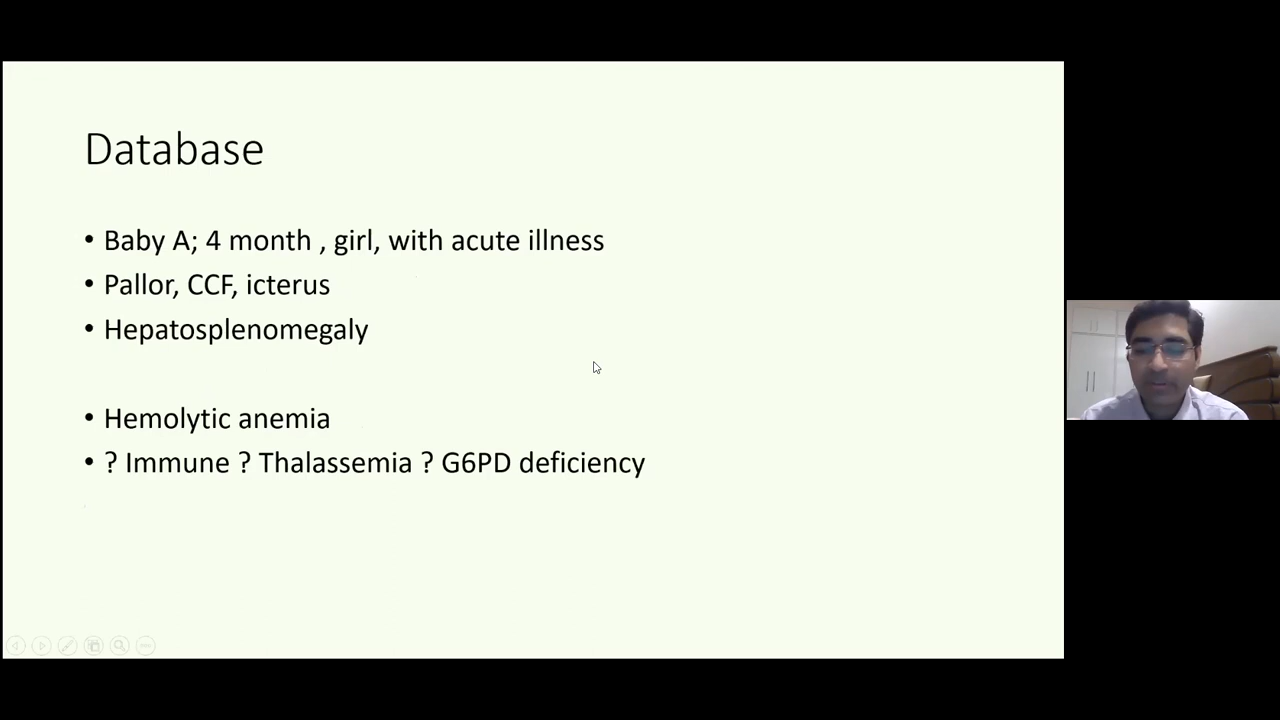 Database
• Baby A; 4 month , girl, with acute illness
• Pallor, CCF, icterus
• Hepatosplenomegaly
• Hemolytic anemia
• ? Immune ? Thalassemia ? G6PD deficiency